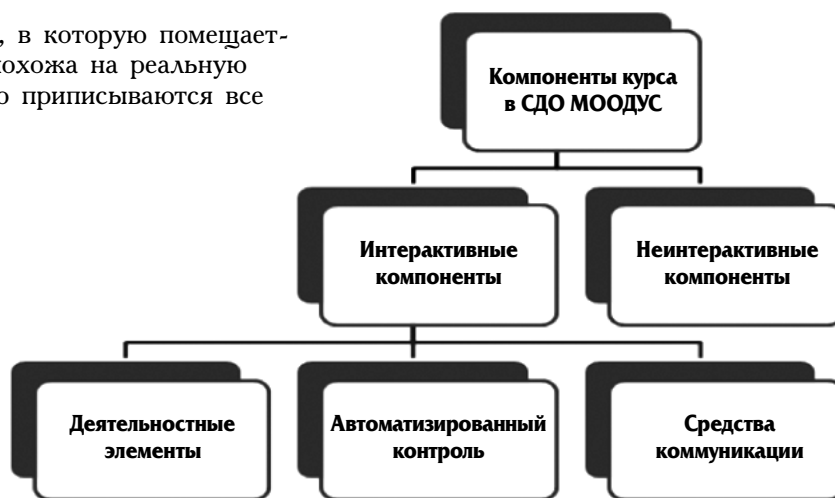 , в которую помещает-
похожа на реальную
о приписываются все
Компоненты курса
в СДО МООДУС
Интерактивные
компоненты
Неинтерактивные
компоненты
Деятельностные
элементы
Автоматизированный
контроль
Средства
коммуникации